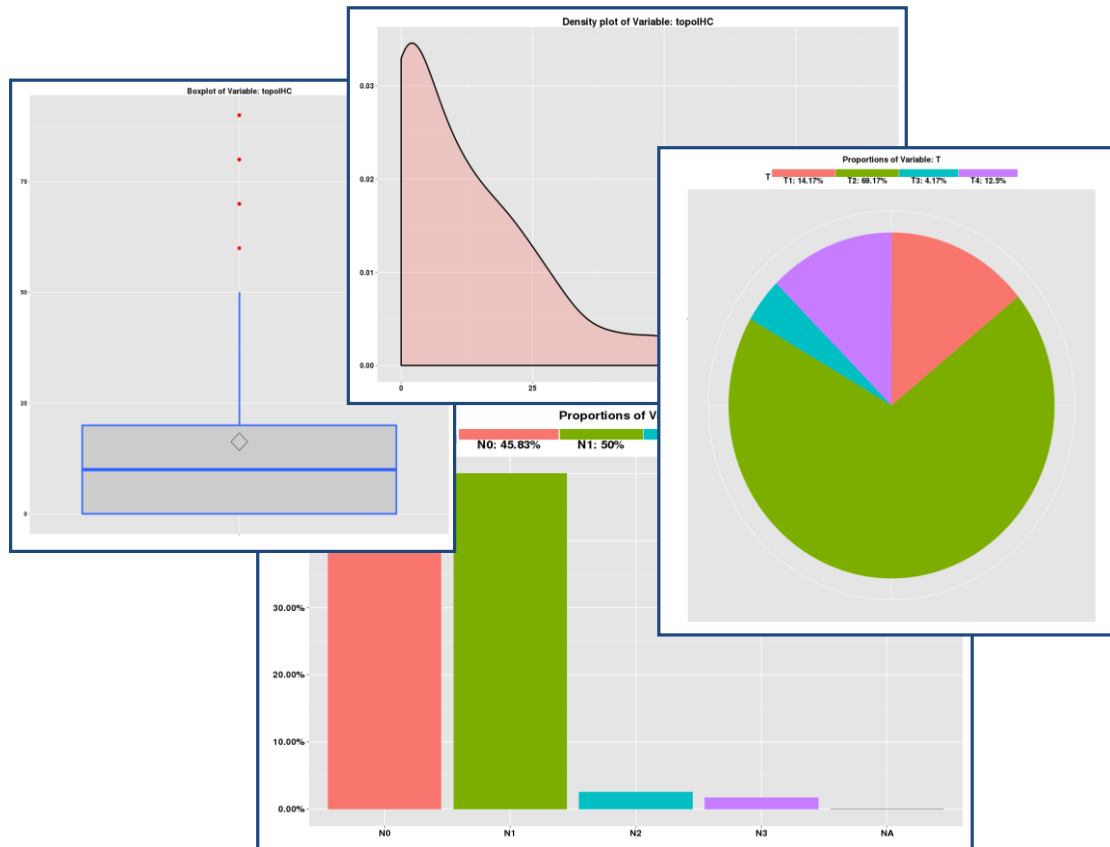 Density plot of Variable: topoIHC
0.03
0.02
0.01
0.00
0
25
Boxplot of Variable: topoIHC
75
50
25
0
Proportions of Variable: T
T
T1: 14.17%
T2: 69.17%
T3: 4.17%
T4: 12.5%
Proportions of
N0: 45.83%
N1: 50%
30.00%
20.00%
10.00%
0.00%
N0
N1
N2
N3
NA